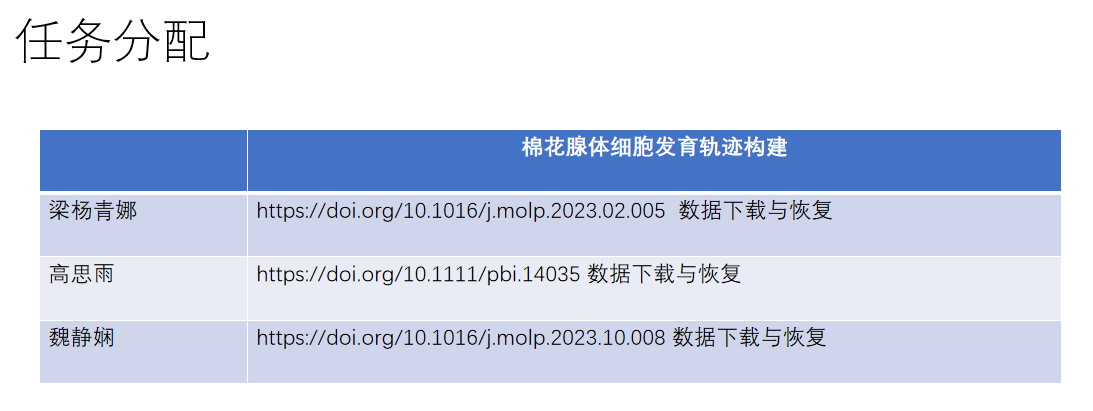 任务分配
棉花腺体细胞发育轨迹构建
梁杨青娜 https://doi.org/10.1016/j.molp.2023.02.005 数据下载与恢复
高思雨 https://doi.org/10.1111/pbi.14035 数据下载与恢复
魏静娴 https://doi.org/10.1016/j.molp.2023.10.008 数据下载与恢复